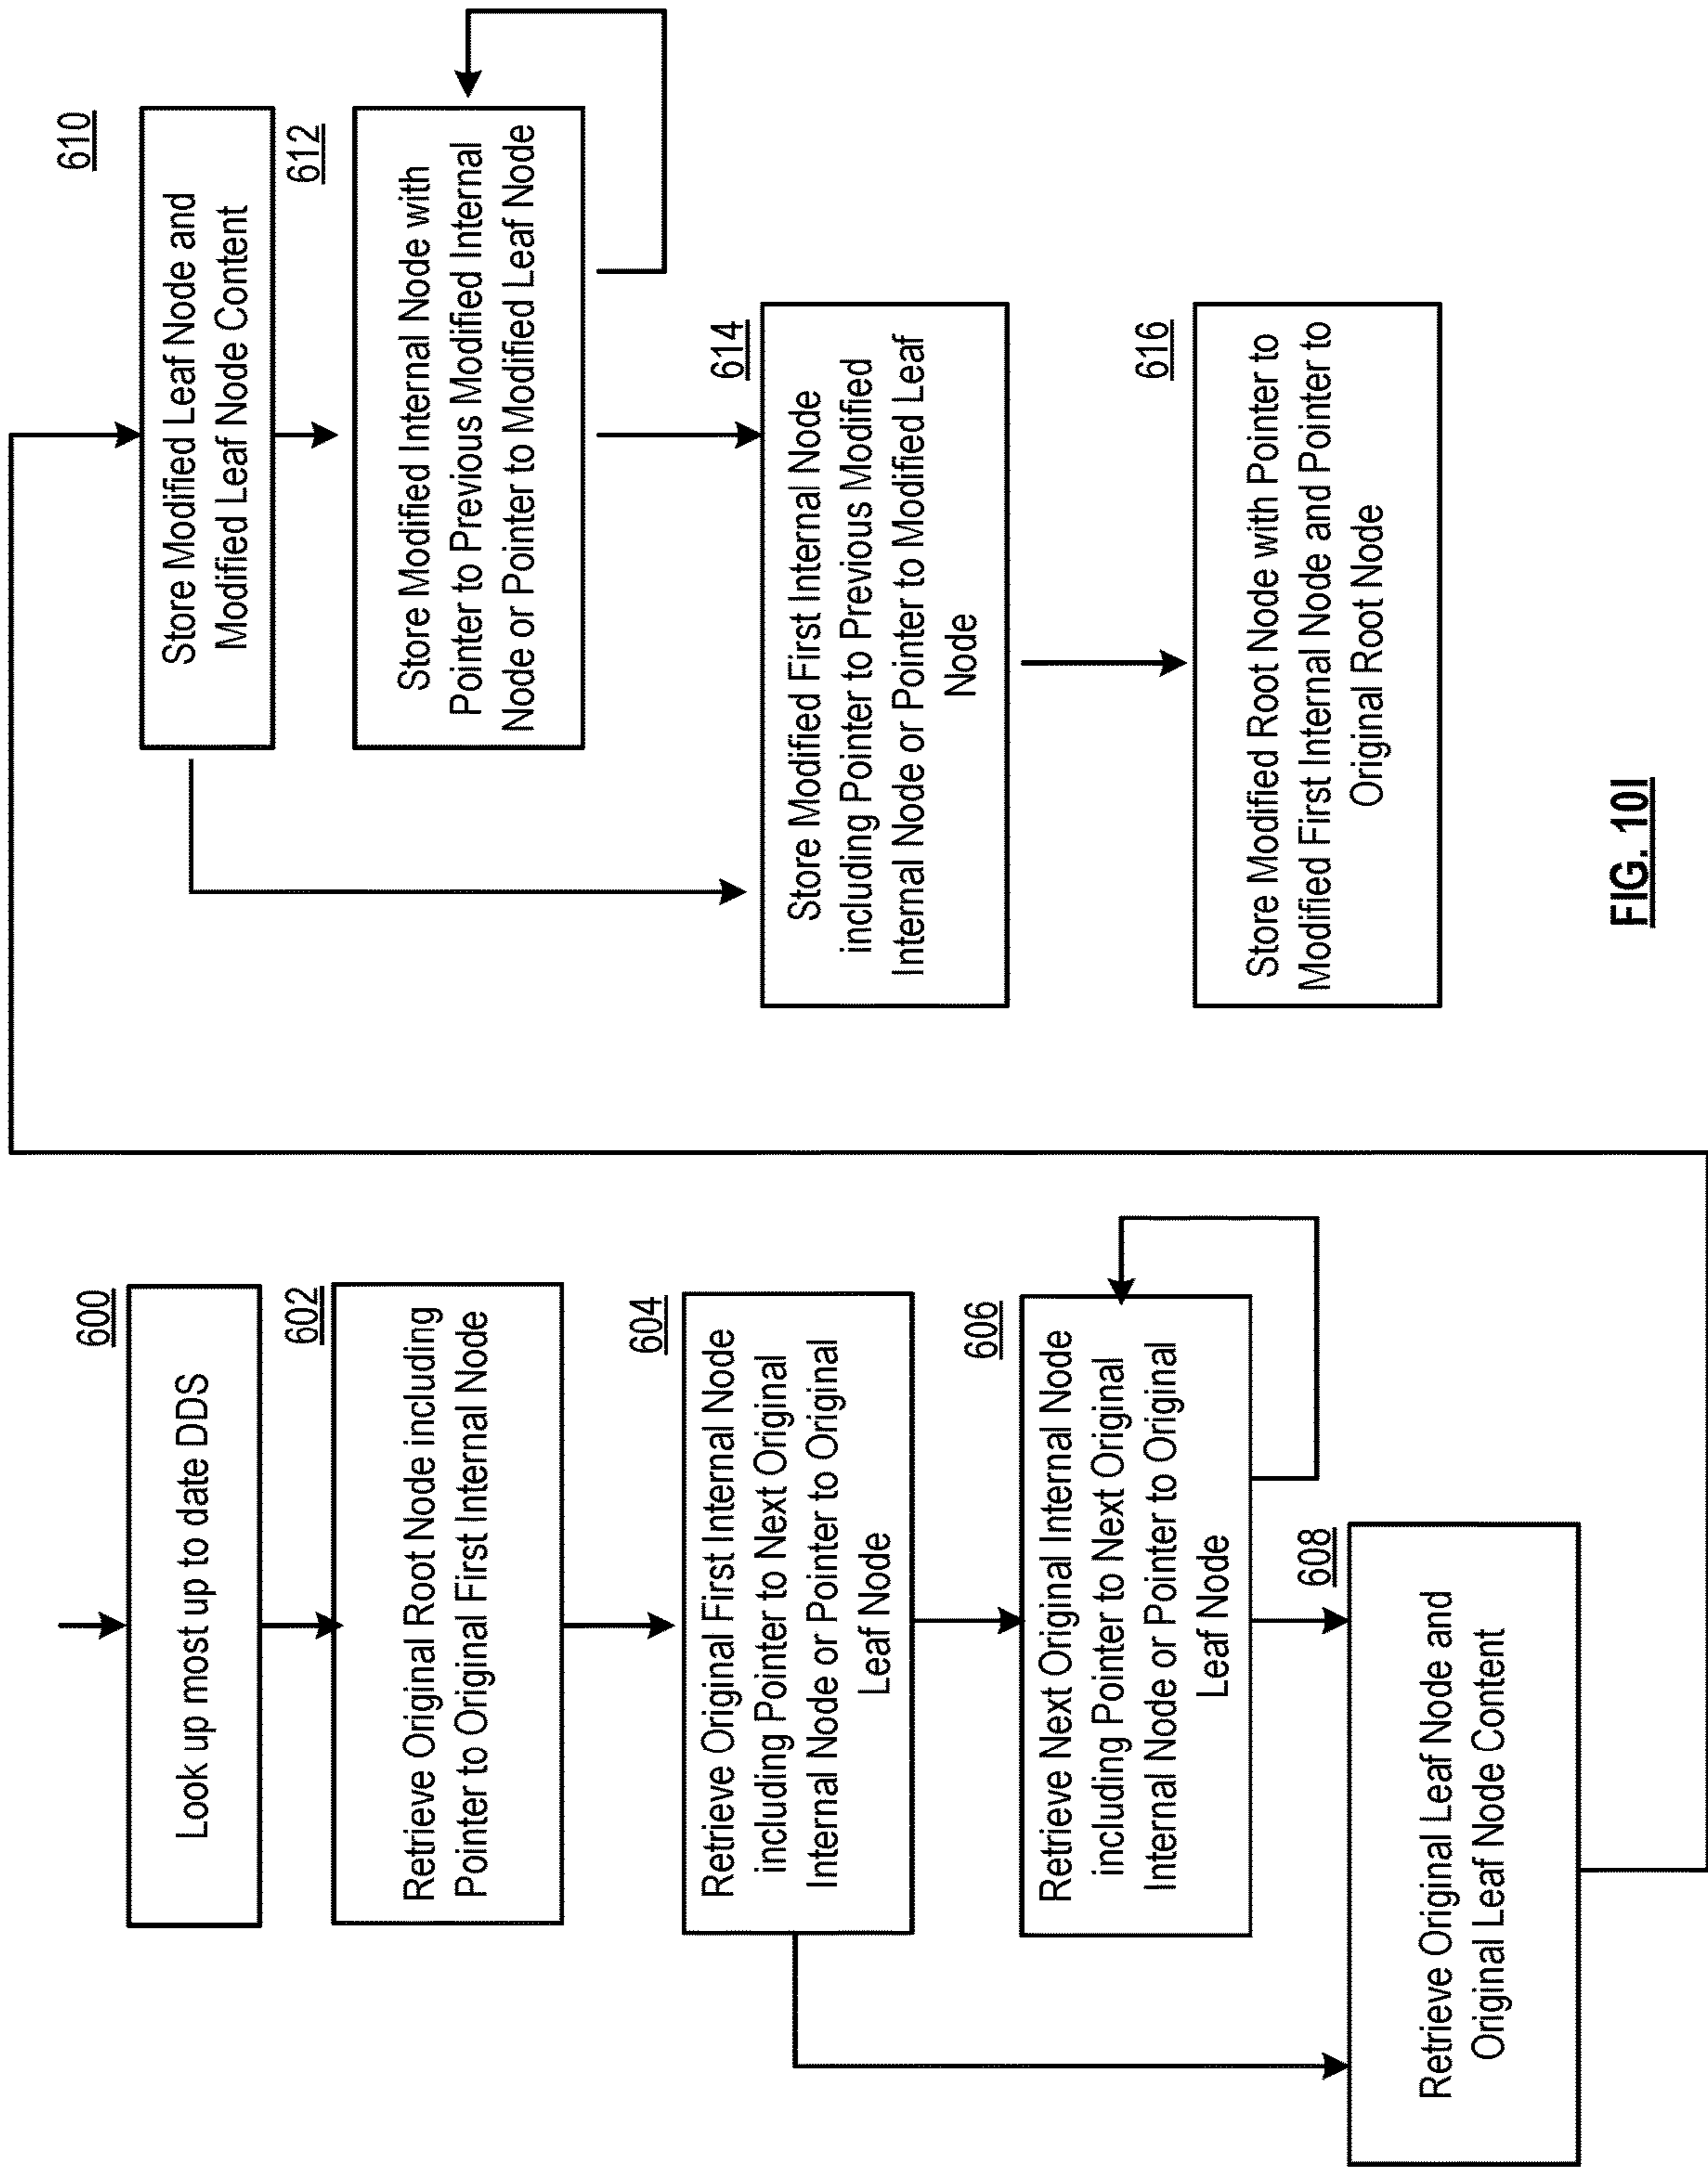 600
Look up most up to date DDS
602
Retrieve Original Root Node including
Pointer to Original First Internal Node
604
Retrieve Original First Internal Node
including Pointer to Next Original
Internal Node or Pointer to Original
Leaf Node
606
Retrieve Next Original Internal Node
including Pointer to Next Original
Internal Node or Pointer to Original
Leaf Node
608
Retrieve Original Leaf Node and
Original Leaf Node Content
610
Store Modified Leaf Node and
Modified Leaf Node Content
612
Store Modified Internal Node with
Pointer to Previous Modified Internal
Node or Pointer to Modified Leaf Node
614
Store Modified First Internal Node
including Pointer to Previous Modified
Internal Node or Pointer to Modified Leaf
Node
616
Store Modified Root Node with Pointer to
Modified First Internal Node and Pointer to
Original Root Node
FIG. 10I